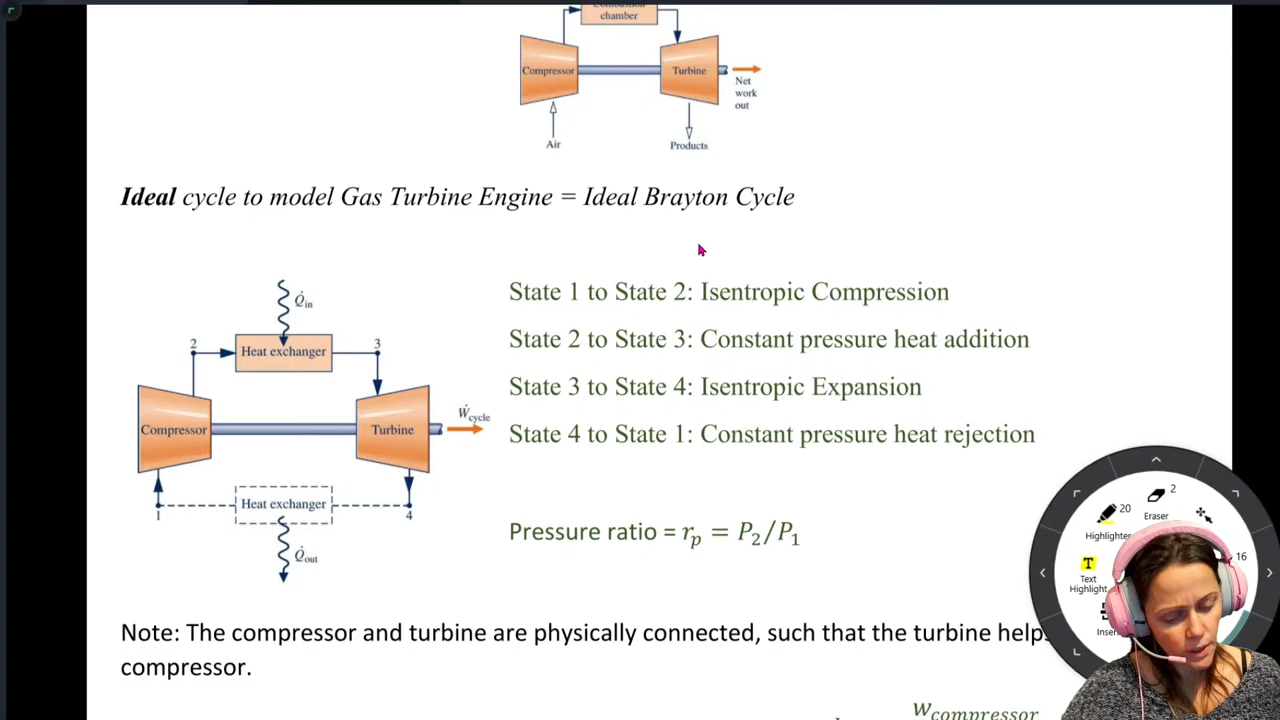 chamber
Compressor
Turbine
Net
work
out
Air
Products
Ideal cycle to model Gas Turbine Engine = Ideal Brayton Cycle
Q̇in
2
Heat exchanger
3
Compressor
Turbine
Ẇcycle
1
Heat exchanger
4
Q̇out
State 1 to State 2: Isentropic Compression
State 2 to State 3: Constant pressure heat addition
State 3 to State 4: Isentropic Expansion
State 4 to State 1: Constant pressure heat rejection
Pressure ratio = rₚ = P₂/P₁
2
Eraser
20
Highlighter
16
T
Text
Highlight
Note: The compressor and turbine are physically connected, such that the turbine helps
compressor.
wcompressor